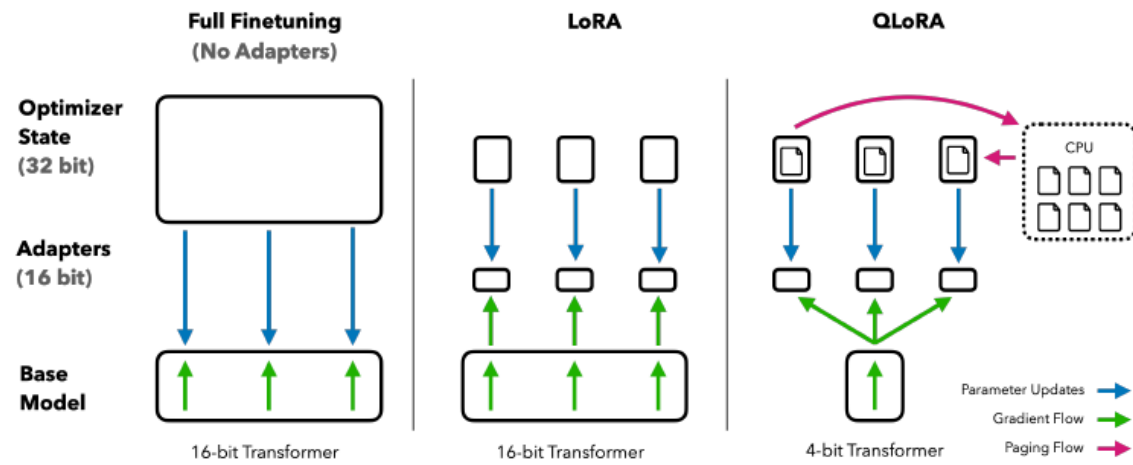 Full Finetuning
(No Adapters)
LoRA
QLoRA
Optimizer
State
(32 bit)
CPU
Adapters
(16 bit)
Base
Model
Parameter Updates
Gradient Flow
Paging Flow
16-bit Transformer
16-bit Transformer
4-bit Transformer